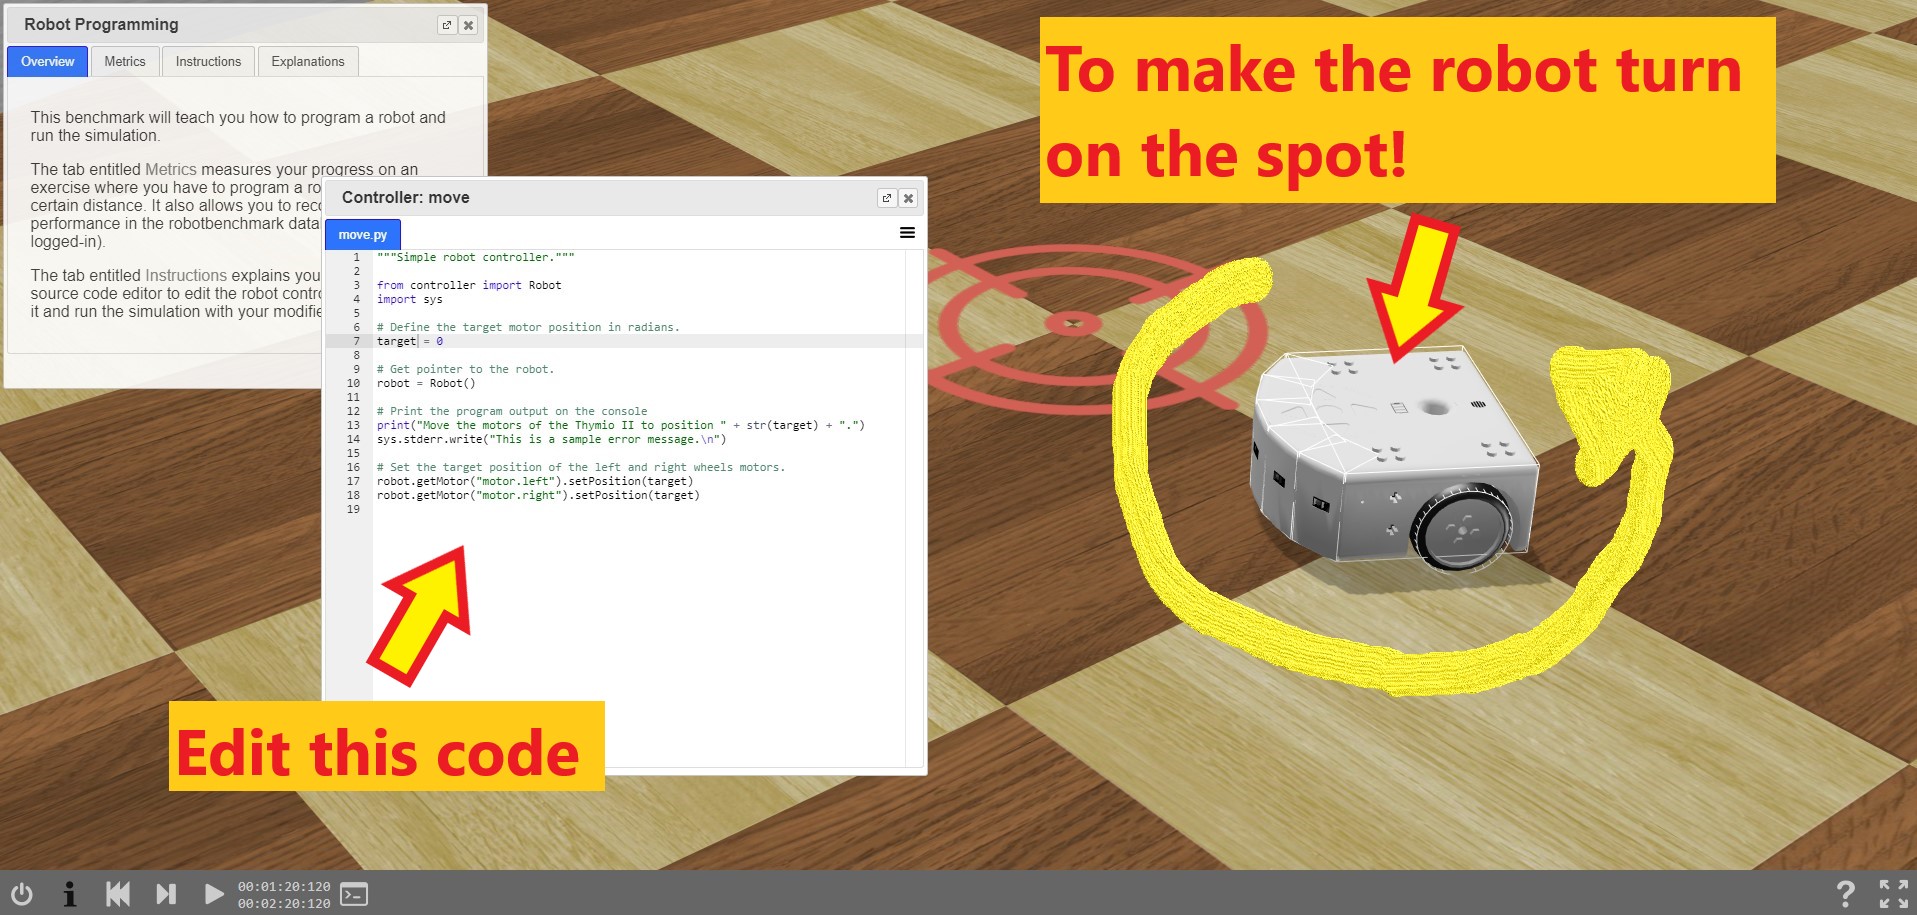 Robot Programming
Overview
Metrics
Instructions
Explanations
This benchmark will teach you how to program a robot and
run the simulation.
The tab entitled Metrics measures your progress on an
exercise where you have to program a ro
certain distance. It also allows you to reco
performance in the robotbenchmark data
logged-in).
The tab entitled Instructions explains you
source code editor to edit the robot contro
it and run the simulation with your modifie
Controller: move
move.py
1 """Simple robot controller."""
2
3 from controller import Robot
4 import sys
5
6 # Define the target motor position in radians.
7 target = 0
8
9 # Get pointer to the robot.
10 robot = Robot()
11
12 # Print the program output on the console
13 print("Move the motors of the Thymio II to position " + str(target) + ".")
14 sys.stderr.write("This is a sample error message.\n")
15
16 # Set the target position of the left and right wheels motors.
17 robot.getMotor("motor.left").setPosition(target)
18 robot.getMotor("motor.right").setPosition(target)
19
Edit this code
To make the robot turn
on the spot!
00:01:20:120
00:02:20:120